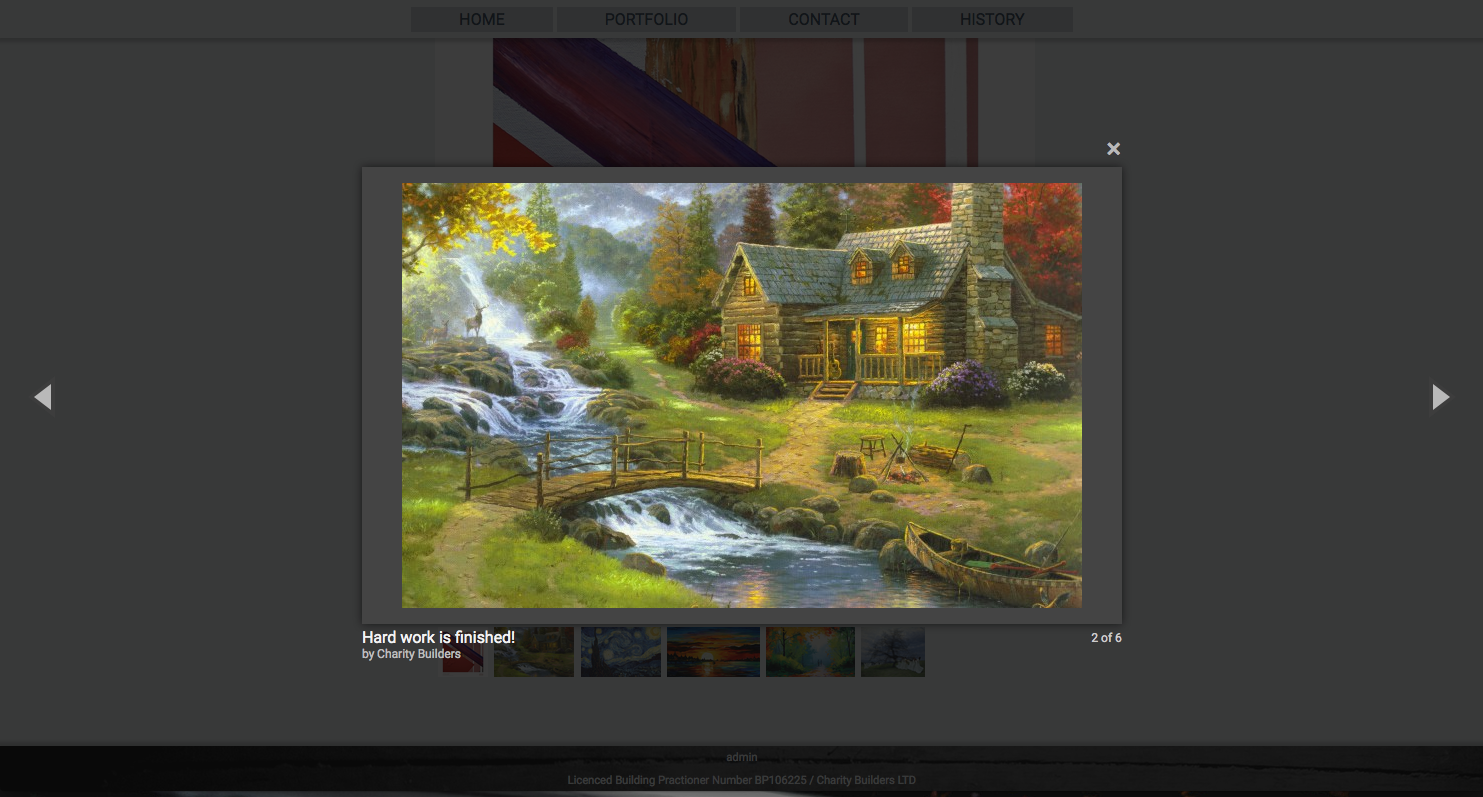 HOME PORTFOLIO CONTACT HISTORY
×
Hard work is finished!
by Charity Builders
2 of 6
admin
Licenced Building Practioner Number BP106225 / Charity Builders LTD